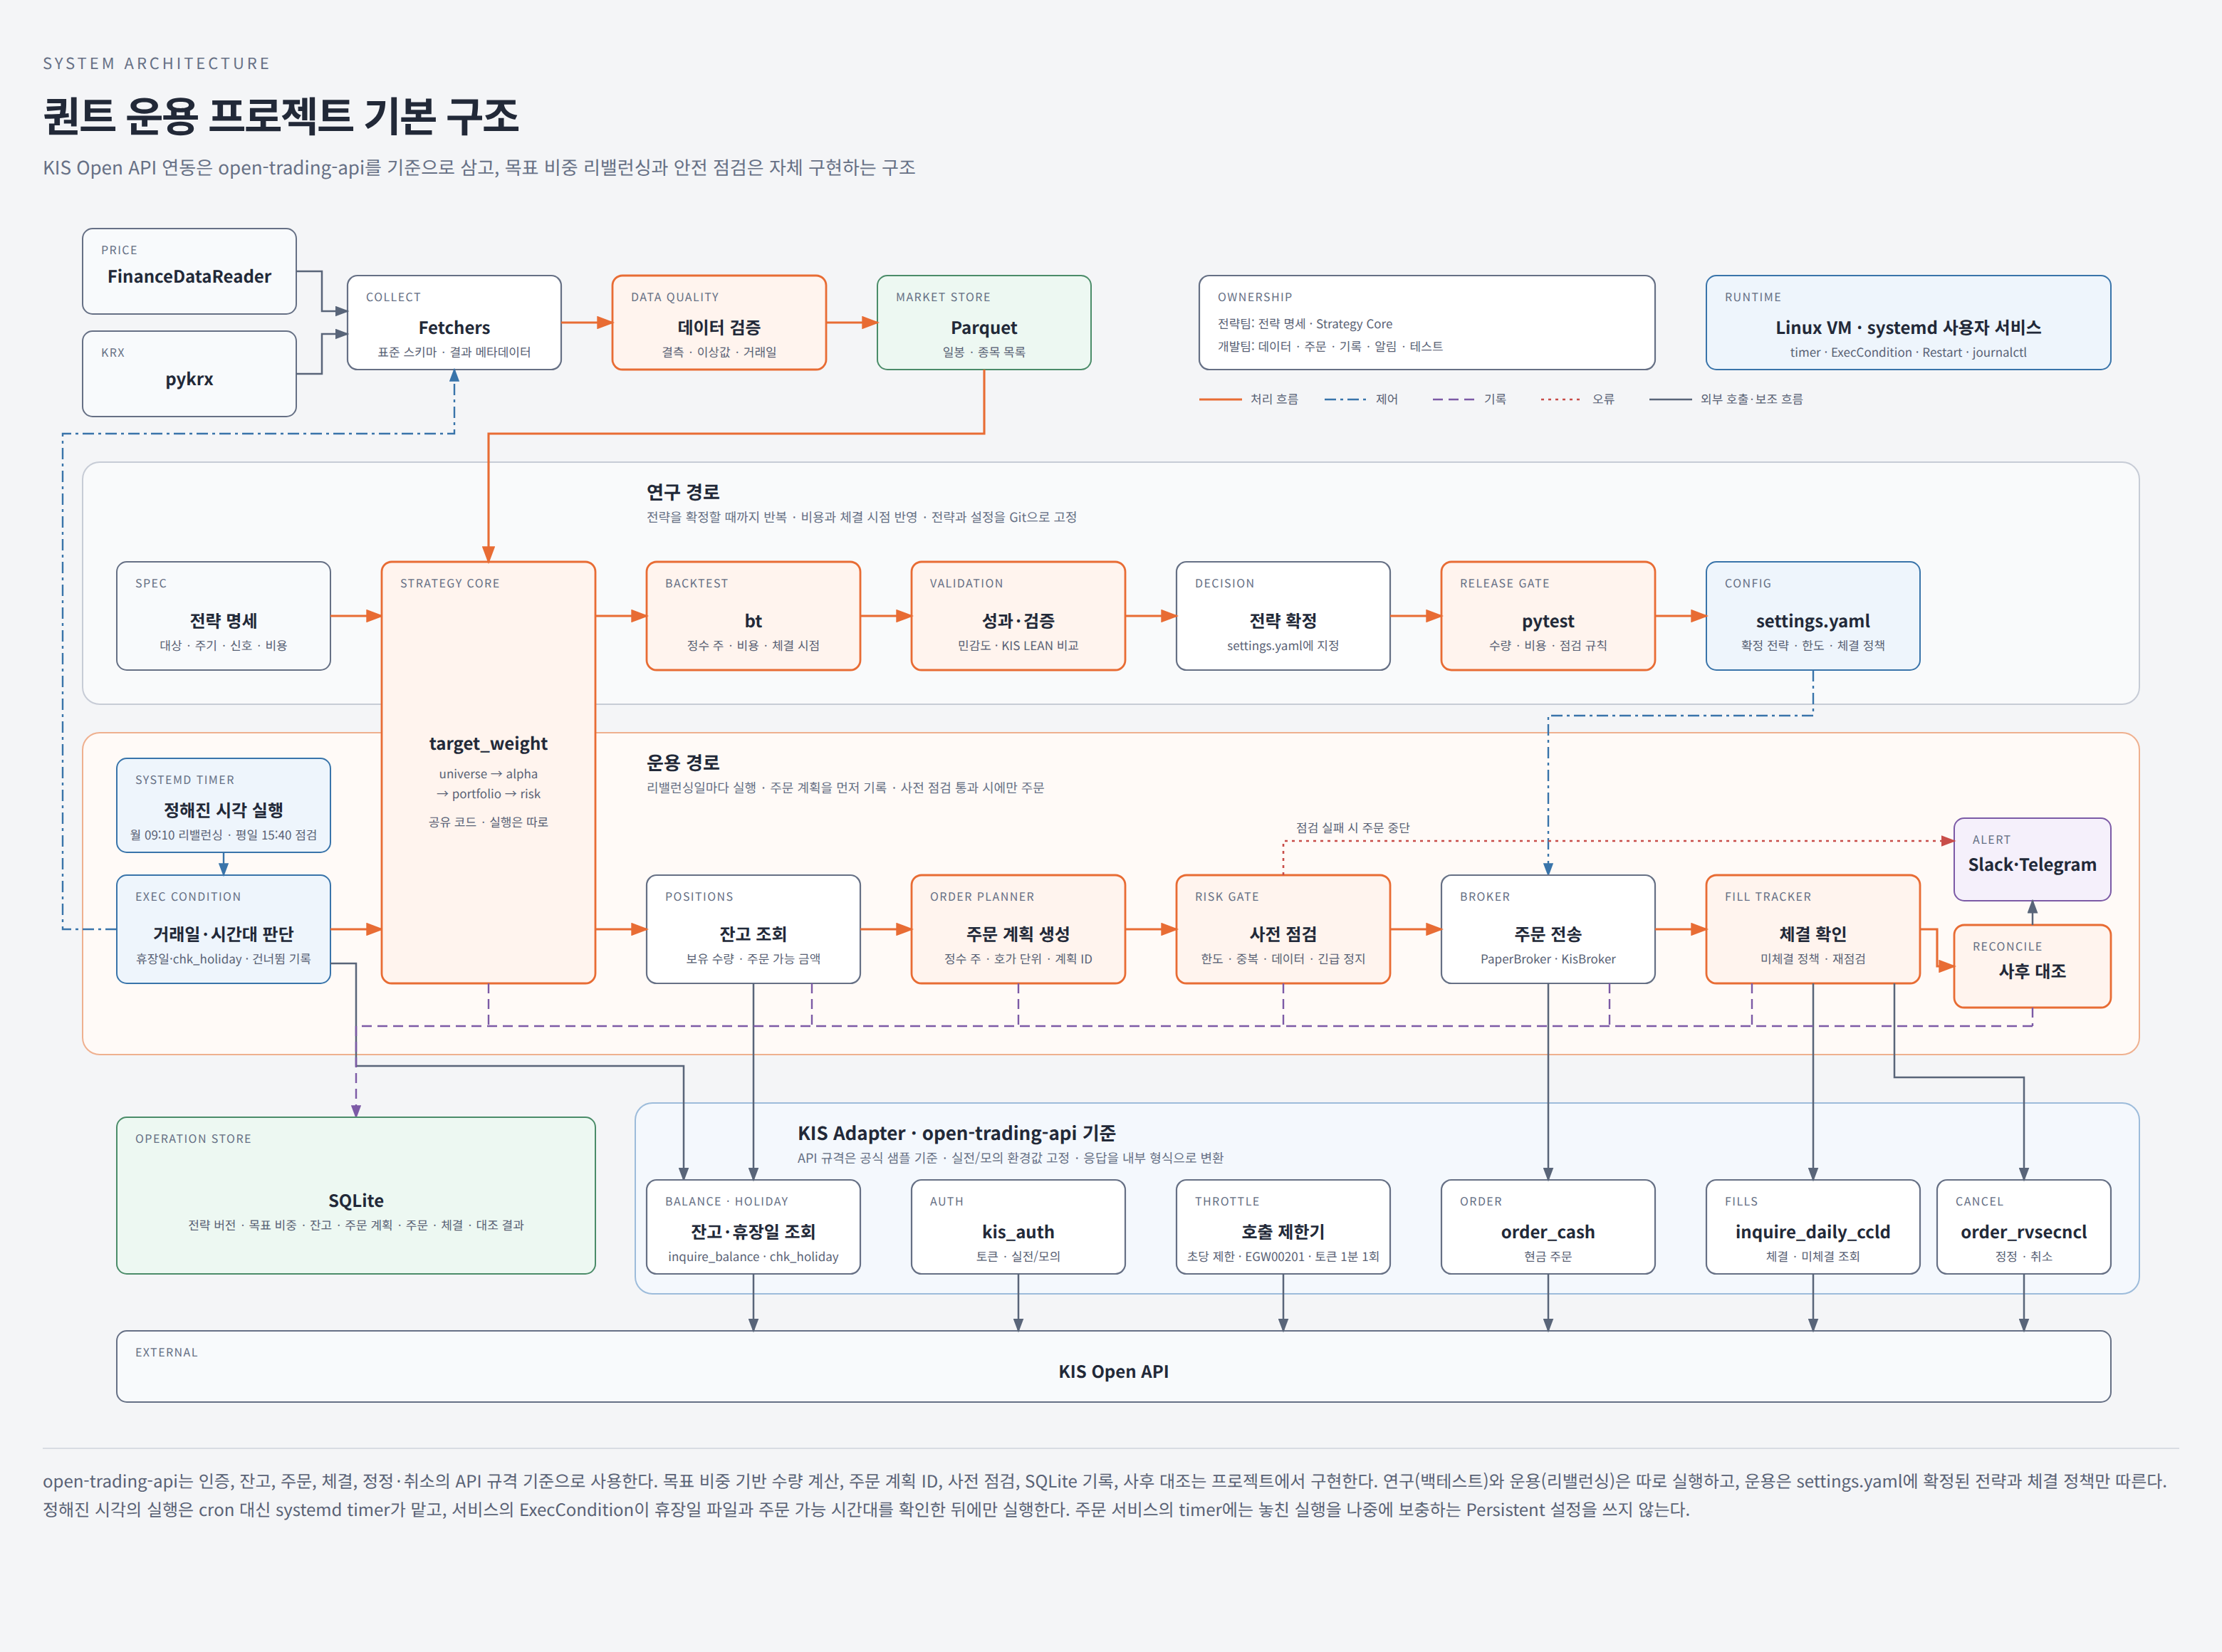 SYSTEM ARCHITECTURE
퀀트 운용 프로젝트 기본 구조
KIS Open API 연동은 open-trading-api를 기준으로 삼고, 목표 비중 리밸런싱과 안전 점검은 자체 구현하는 구조
PRICE
FinanceDataReader
KRX
pykrx
COLLECT
Fetchers
표준 스키마 · 결과 메타데이터
DATA QUALITY
데이터 검증
결측 · 이상값 · 거래일
MARKET STORE
Parquet
일봉 · 종목 목록
OWNERSHIP
전략팀: 전략 명세 · Strategy Core
개발팀: 데이터 · 주문 · 기록 · 알림 · 테스트
RUNTIME
Linux VM · systemd 사용자 서비스
timer · ExecCondition · Restart · journalctl
처리 흐름
제어
기록
오류
외부 호출·보조 흐름
연구 경로
전략을 확정할 때까지 반복 · 비용과 체결 시점 반영 · 전략과 설정을 Git으로 고정
SPEC
전략 명세
대상 · 주기 · 신호 · 비용
STRATEGY CORE
target_weight
universe → alpha
→ portfolio → risk
공유 코드 · 실행은 따로
BACKTEST
bt
정수 주 · 비용 · 체결 시점
VALIDATION
성과·검증
민감도 · KIS LEAN 비교
DECISION
전략 확정
settings.yaml에 지정
RELEASE GATE
pytest
수량 · 비용 · 점검 규칙
CONFIG
settings.yaml
확정 전략 · 한도 · 체결 정책
운용 경로
리밸런싱일마다 실행 · 주문 계획을 먼저 기록 · 사전 점검 통과 시에만 주문
SYSTEMD TIMER
정해진 시각 실행
월 09:10 리밸런싱 · 평일 15:40 점검
EXEC CONDITION
거래일·시간대 판단
휴장일·chk_holiday · 건너뜀 기록
POSITIONS
잔고 조회
보유 수량 · 주문 가능 금액
ORDER PLANNER
주문 계획 생성
정수 주 · 호가 단위 · 계획 ID
점검 실패 시 주문 중단
RISK GATE
사전 점검
한도 · 중복 · 데이터 · 긴급 정지
BROKER
주문 전송
PaperBroker · KisBroker
FILL TRACKER
체결 확인
미체결 정책 · 재점검
ALERT
Slack·Telegram
RECONCILE
사후 대조
OPERATION STORE
SQLite
전략 버전 · 목표 비중 · 잔고 · 주문 계획 · 주문 · 체결 · 대조 결과
KIS Adapter · open-trading-api 기준
API 규격은 공식 샘플 기준 · 실전/모의 환경값 고정 · 응답을 내부 형식으로 변환
BALANCE · HOLIDAY
잔고·휴장일 조회
inquire_balance · chk_holiday
AUTH
kis_auth
토큰 · 실전/모의
THROTTLE
호출 제한기
초당 제한 · EGW00201 · 토큰 1분 1회
ORDER
order_cash
현금 주문
FILLS
inquire_daily_ccld
체결 · 미체결 조회
CANCEL
order_rvsecncl
정정 · 취소
EXTERNAL
KIS Open API
open-trading-api는 인증, 잔고, 주문, 체결, 정정·취소의 API 규격 기준으로 사용한다. 목표 비중 기반 수량 계산, 주문 계획 ID, 사전 점검, SQLite 기록, 사후 대조는 프로젝트에서 구현한다. 연구(백테스트)와 운용(리밸런싱)은 따로 실행하고, 운용은 settings.yaml에 확정된 전략과 체결 정책만 따른다.
정해진 시각의 실행은 cron 대신 systemd timer가 맡고, 서비스의 ExecCondition이 휴장일 파일과 주문 가능 시간대를 확인한 뒤에만 실행한다. 주문 서비스의 timer에는 놓친 실행을 나중에 보충하는 Persistent 설정을 쓰지 않는다.